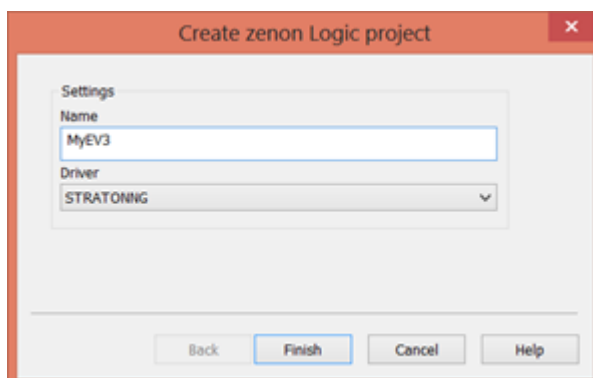 Create zenon Logic project
Settings
Name
MyEV3
Driver
STRATONNG
Back
Finish
Cancel
Help